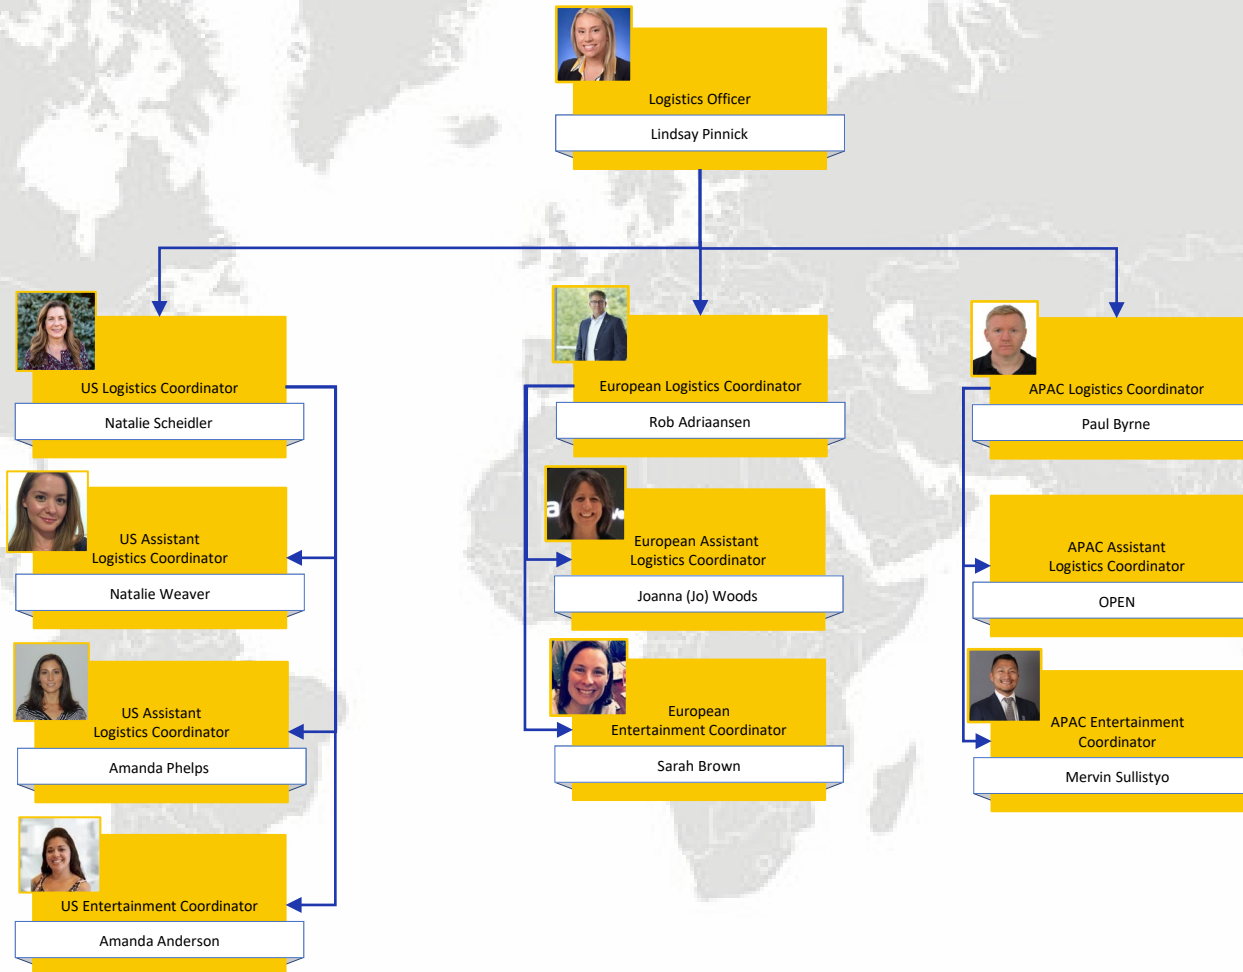 Logistics Officer
Lindsay Pinnick
US Logistics Coordinator
Natalie Scheidler
US Assistant
Logistics Coordinator
Natalie Weaver
US Assistant
Logistics Coordinator
Amanda Phelps
US Entertainment Coordinator
Amanda Anderson
European Logistics Coordinator
Rob Adriaansen
European Assistant
Logistics Coordinator
Joanna (Jo) Woods
European
Entertainment Coordinator
Sarah Brown
APAC Logistics Coordinator
Paul Byrne
APAC Assistant
Logistics Coordinator
OPEN
APAC Entertainment
Coordinator
Mervin Sullistyo